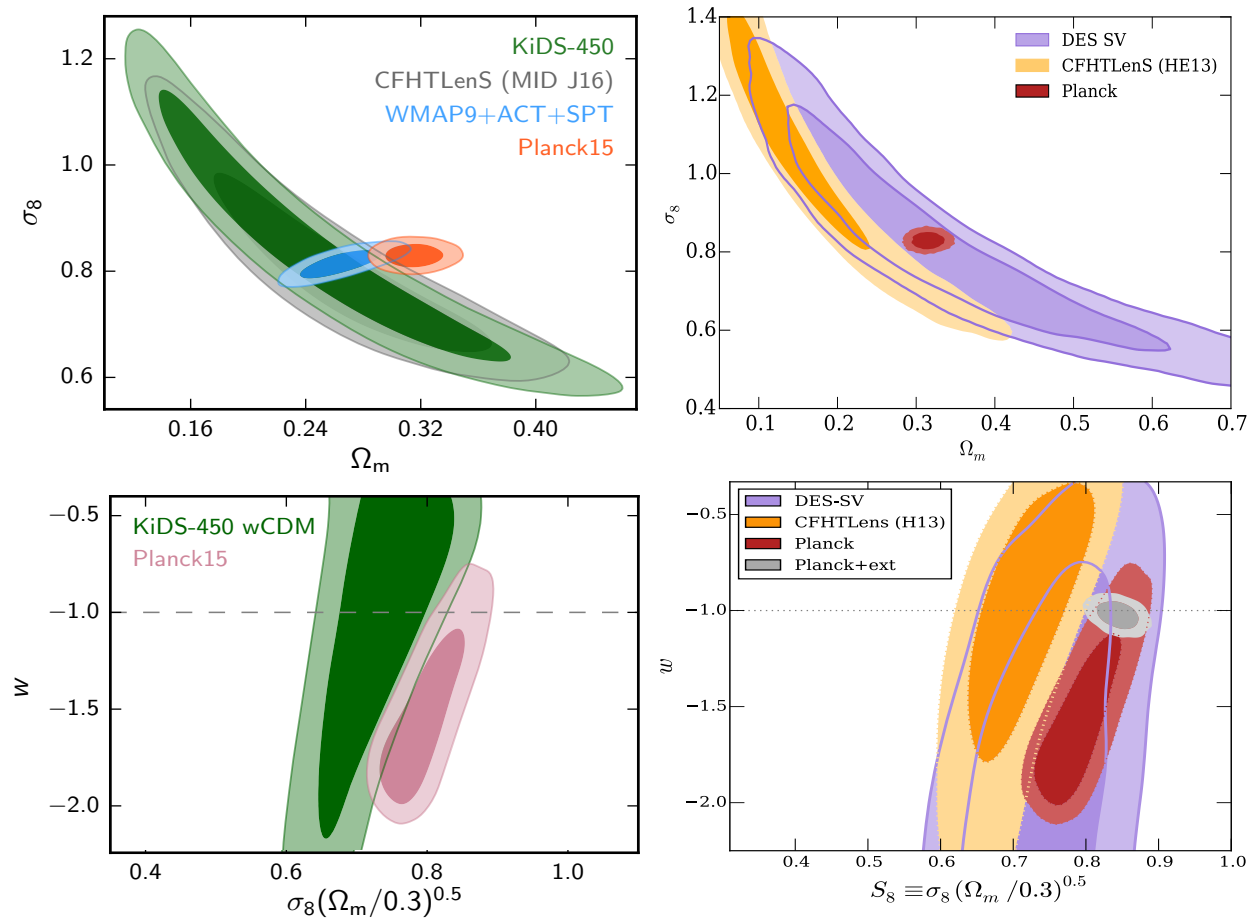 KiDS-450
CFHTLenS (MID J16)
WMAP9+ACT+SPT
Planck15
1.2
1.0
0.8
0.6
σ8
0.16
0.24
0.32
0.40
Ωm
DES SV
CFHTLenS (HE13)
Planck
1.4
1.2
1.0
0.8
0.6
0.4
σ8
0.1
0.2
0.3
0.4
0.5
0.6
0.7
Ωm
KiDS-450 wCDM
Planck15
−0.5
−1.0
−1.5
−2.0
w
0.4
0.6
0.8
1.0
σ8(Ωm/0.3)^0.5
DES-SV
CFHTLens (H13)
Planck
Planck+ext
−0.5
−1.0
−1.5
−2.0
w
0.4
0.5
0.6
0.7
0.8
0.9
1.0
S8 ≡σ8(Ωm /0.3)^0.5